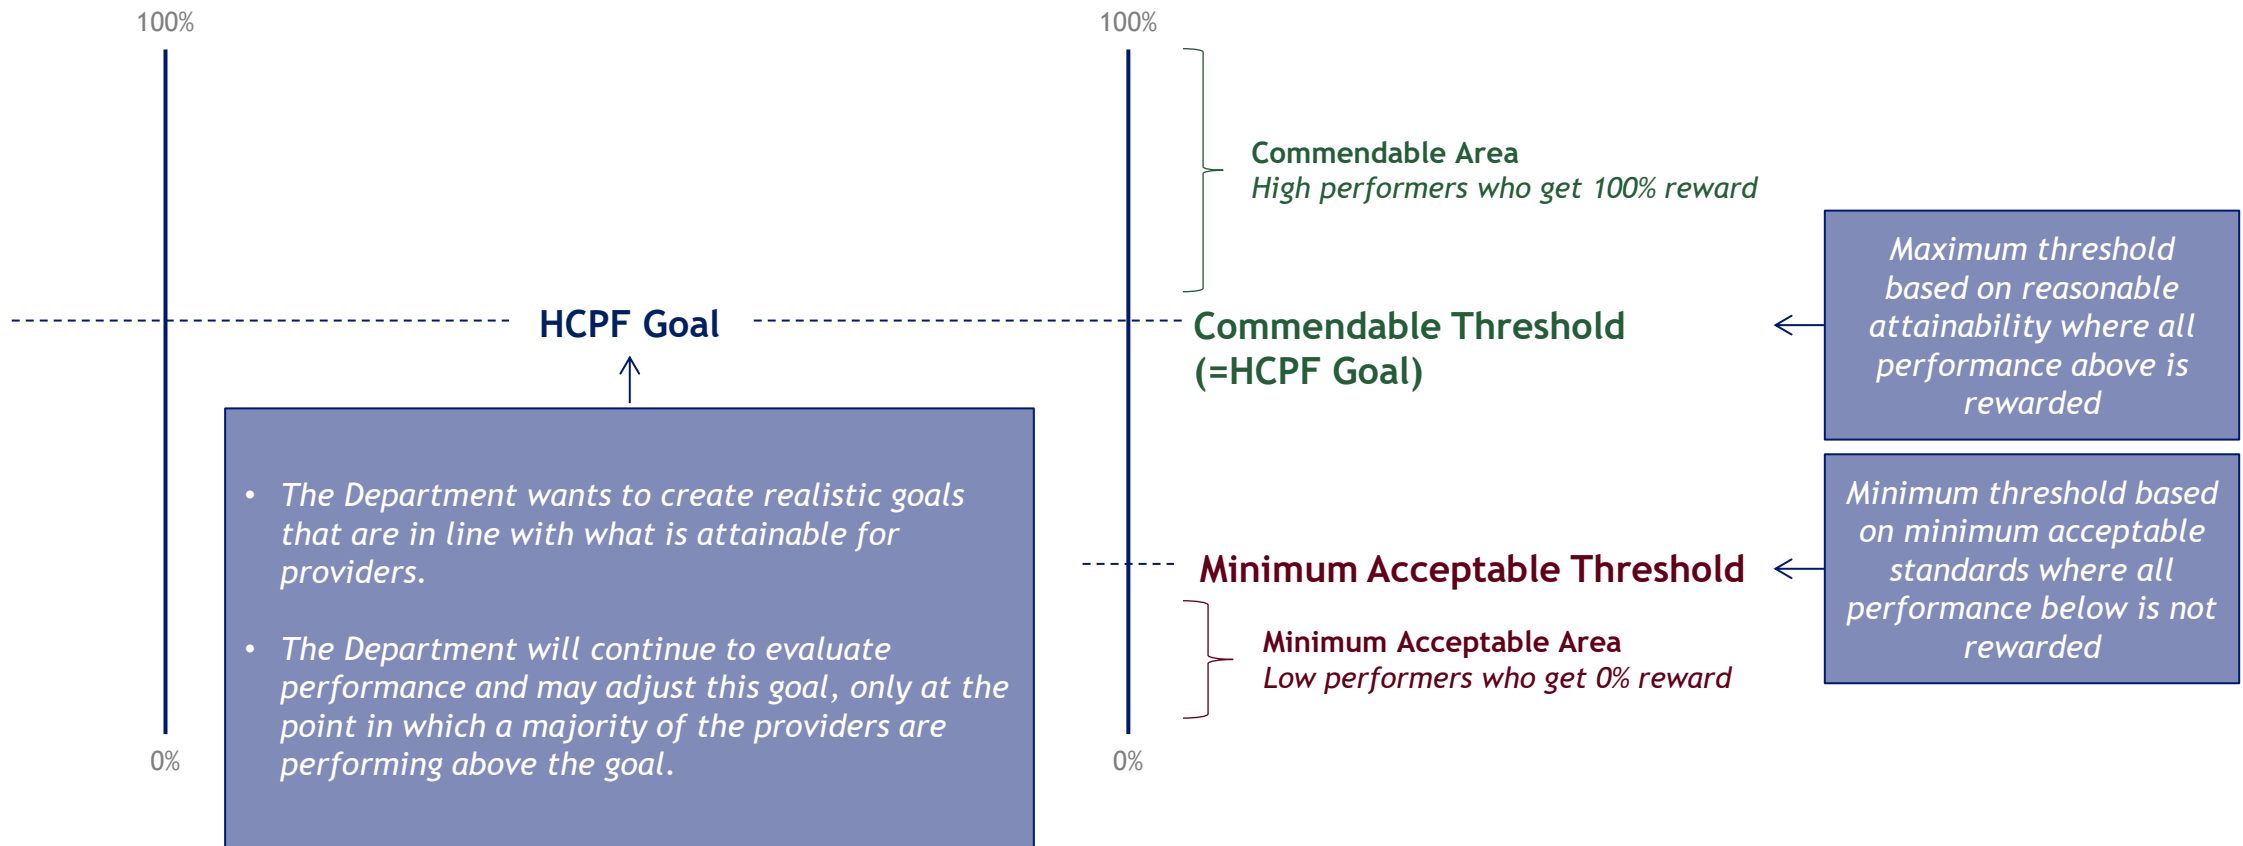 100%
HCPF Goal
• The Department wants to create realistic goals
that are in line with what is attainable for
providers.
• The Department will continue to evaluate
performance and may adjust this goal, only at the
point in which a majority of the providers are
performing above the goal.
0%
100%
Commendable Area
High performers who get 100% reward
Commendable Threshold
(=HCPF Goal)
Maximum threshold
based on reasonable
attainability where all
performance above is
rewarded
Minimum Acceptable Threshold
Minimum threshold based
on minimum acceptable
standards where all
performance below is not
rewarded
Minimum Acceptable Area
Low performers who get 0% reward
0%